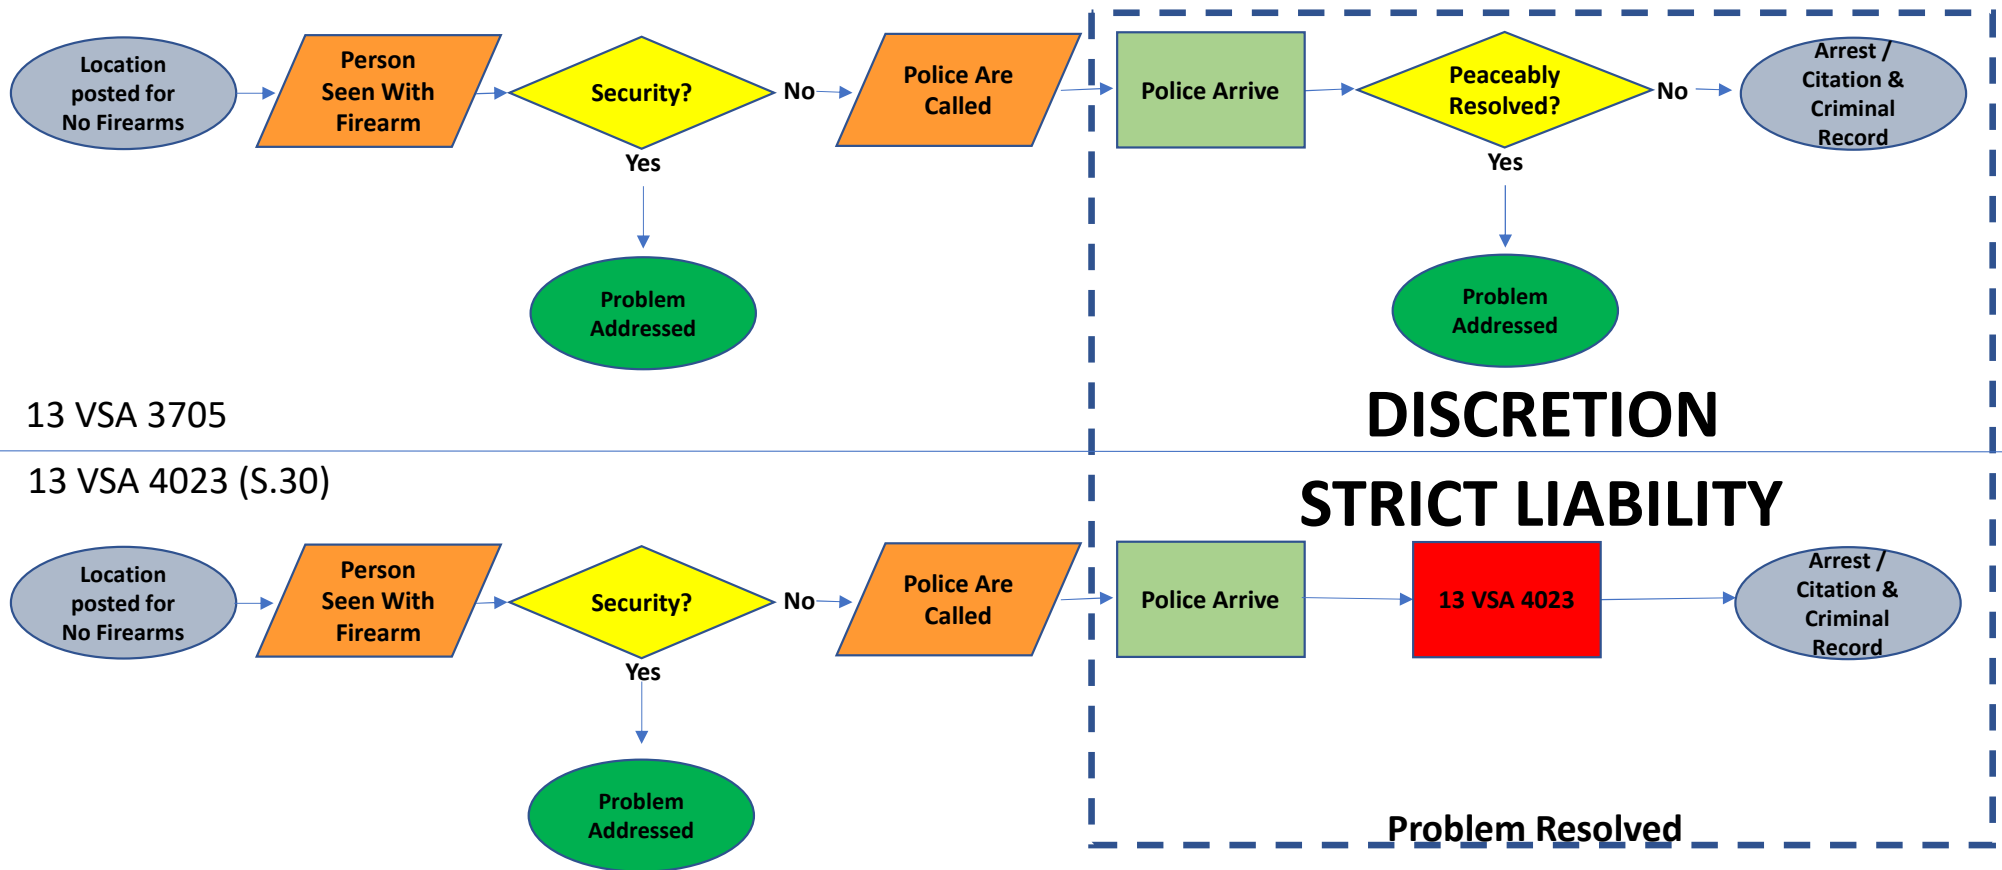 Location
posted for
No Firearms
Person
Seen With
Firearm
Security?
No
Police Are
Called
Police Arrive
Peaceably
Resolved?
No
Arrest /
Citation &
Criminal
Record
Yes
Yes
Problem
Addressed
Problem
Addressed
13 VSA 3705
DISCRETION
13 VSA 4023 (S.30)
STRICT LIABILITY
Location
posted for
No Firearms
Person
Seen With
Firearm
Security?
No
Police Are
Called
Police Arrive
13 VSA 4023
Arrest /
Citation &
Criminal
Record
Yes
Problem
Addressed
Problem Resolved